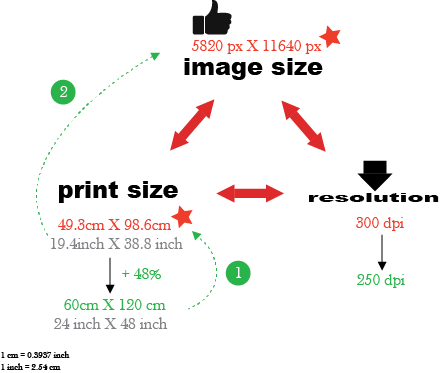 5820 px X 11640 px
image size
2
print size
resolution
49.3cm X 98.6cm
19.4inch X 38.8 inch
300 dpi
+ 48%
1
250 dpi
60cm X 120 cm
24 inch X 48 inch
1 cm = 0.3937 inch
1 inch = 2.54 cm